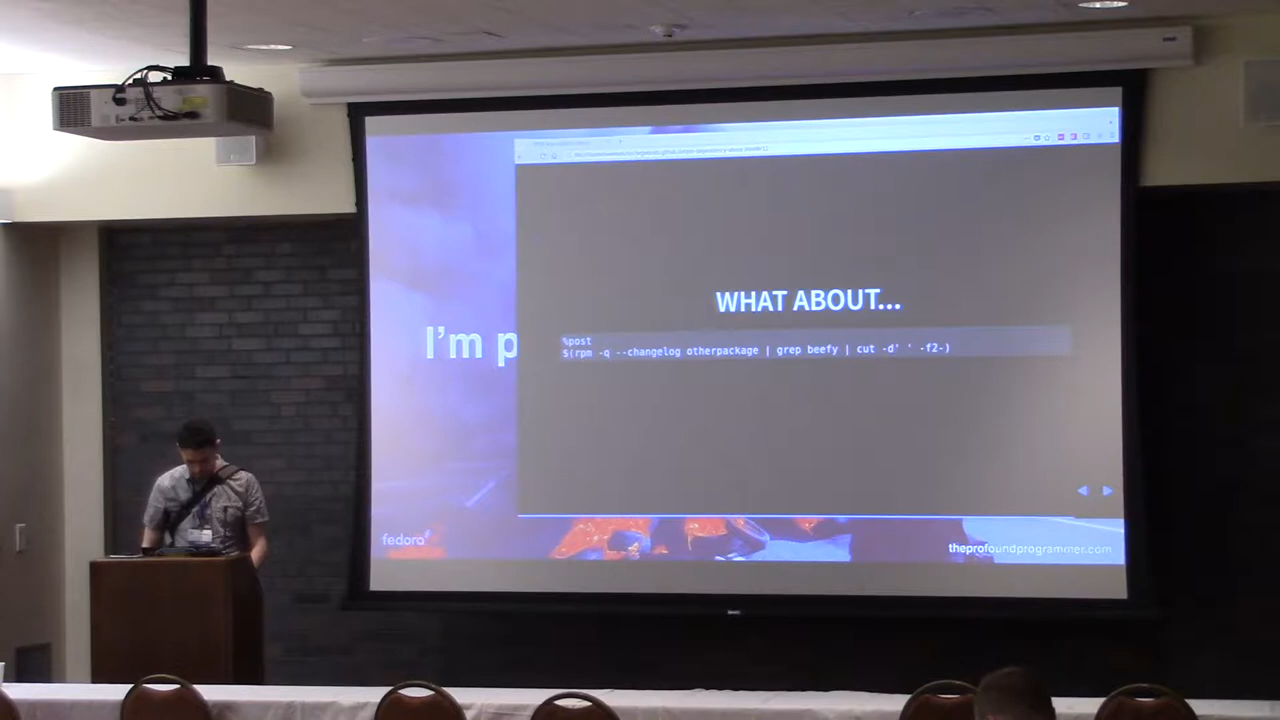 WHAT ABOUT...
I'm p
%post
$(rpm -q --changelog otherpackage | grep beefy | cut -d' ' -f2-)
fedora
theprofoundprogrammer.com